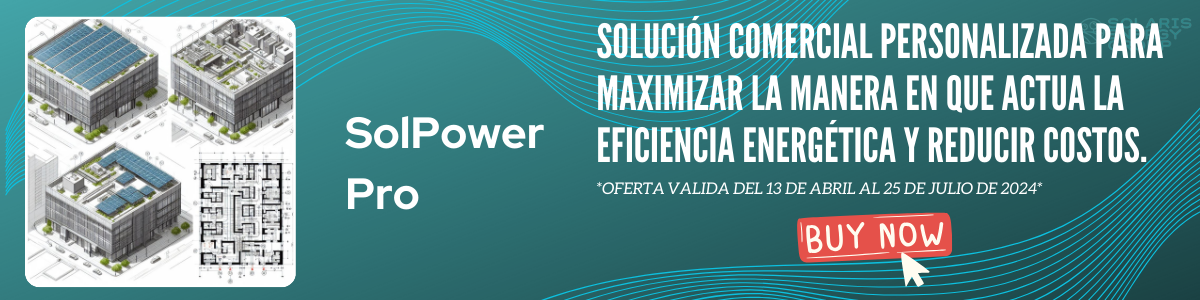 SolPower
Pro
SOLUCIÓN COMERCIAL PERSONALIZADA PARA
MAXIMIZAR LA MANERA EN QUE ACTUA LA
EFICIENCIA ENERGÉTICA Y REDUCIR COSTOS.
*OFERTA VALIDA DEL 13 DE ABRIL AL 25 DE JULIO DE 2024*
BUY NOW
SOLARIS